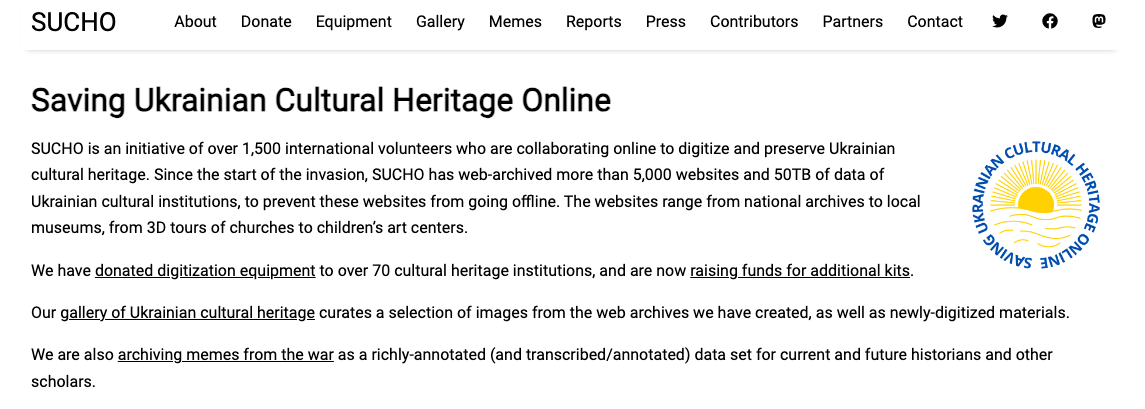 SUCHO About Donate Equipment Gallery Memes Reports Press Contributors Partners Contact
Saving Ukrainian Cultural Heritage Online
SUCHO is an initiative of over 1,500 international volunteers who are collaborating online to digitize and preserve Ukrainian
cultural heritage. Since the start of the invasion, SUCHO has web-archived more than 5,000 websites and 50TB of data of
Ukrainian cultural institutions, to prevent these websites from going offline. The websites range from national archives to local
museums, from 3D tours of churches to children’s art centers.
SAVING UKRAINIAN CULTURAL HERITAGE ONLINE
We have donated digitization equipment to over 70 cultural heritage institutions, and are now raising funds for additional kits.
Our gallery of Ukrainian cultural heritage curates a selection of images from the web archives we have created, as well as newly-digitized materials.
We are also archiving memes from the war as a richly-annotated (and transcribed/annotated) data set for current and future historians and other
scholars.